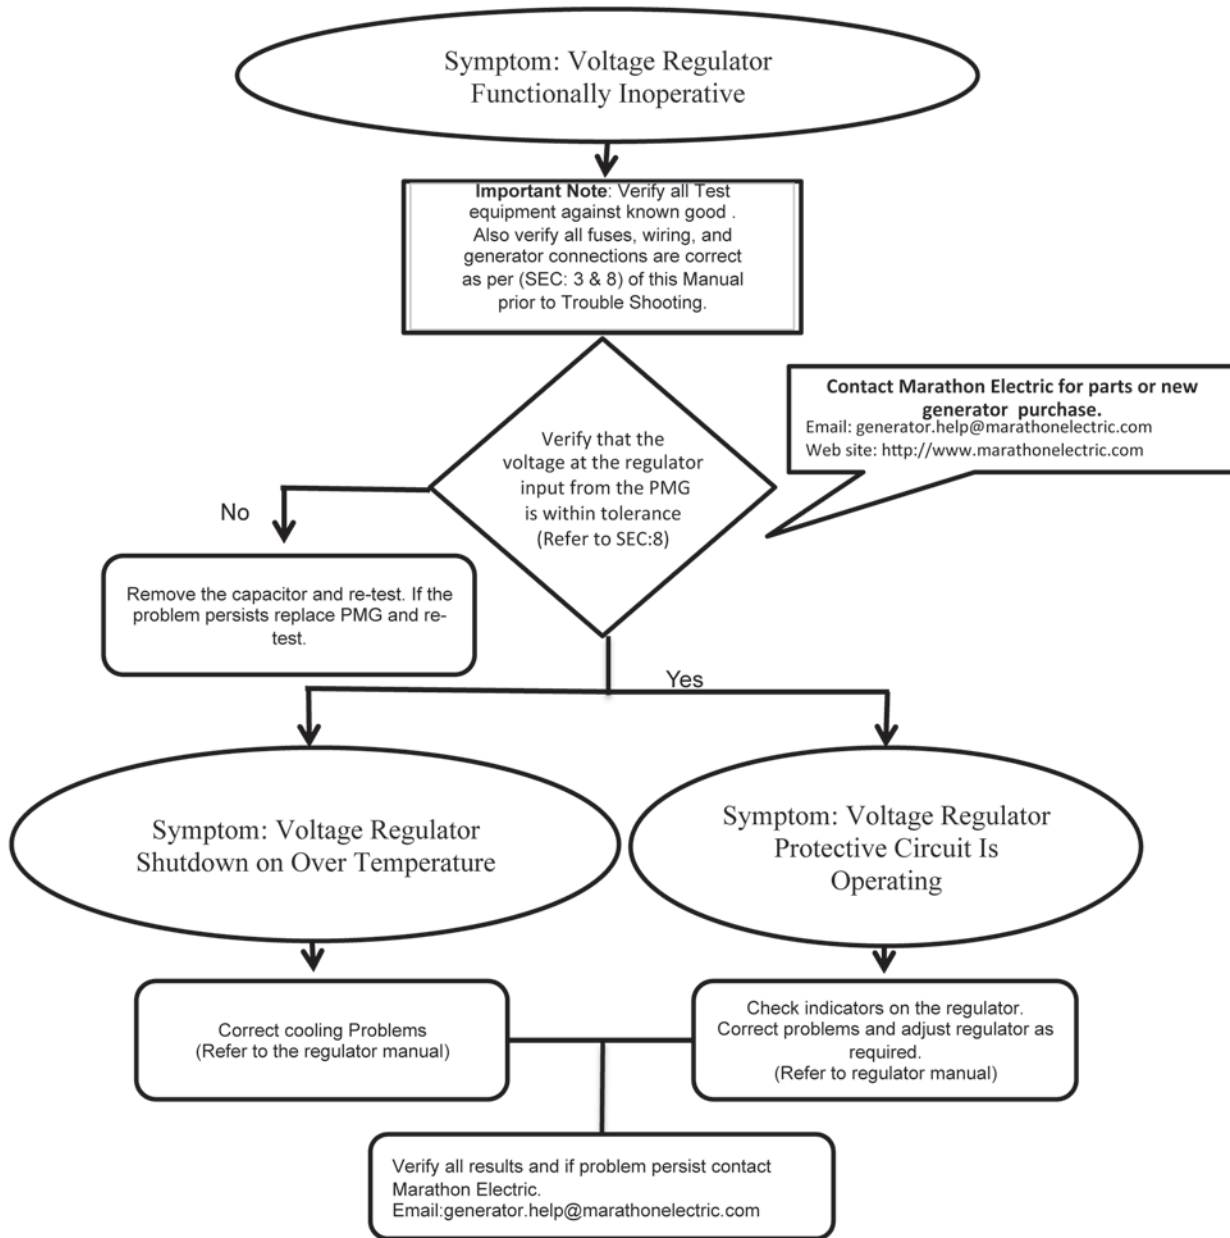 Symptom: Voltage Regulator
Functionally Inoperative
Important Note: Verify all Test
equipment against known good .
Also verify all fuses, wiring, and
generator connections are correct
as per (SEC: 3 & 8) of this Manual
prior to Trouble Shooting.
Contact Marathon Electric for parts or new
generator purchase.
Email: generator.help@marathonelectric.com
Web site: http://www.marathonelectric.com
Verify that the
voltage at the regulator
input from the PMG
is within tolerance
(Refer to SEC:8)
No
Remove the capacitor and re-test. If the
problem persists replace PMG and re-
test.
Yes
Symptom: Voltage Regulator
Shutdown on Over Temperature
Symptom: Voltage Regulator
Protective Circuit Is
Operating
Correct cooling Problems
(Refer to the regulator manual)
Check indicators on the regulator.
Correct problems and adjust regulator as
required.
(Refer to regulator manual)
Verify all results and if problem persist contact
Marathon Electric.
Email:generator.help@marathonelectric.com